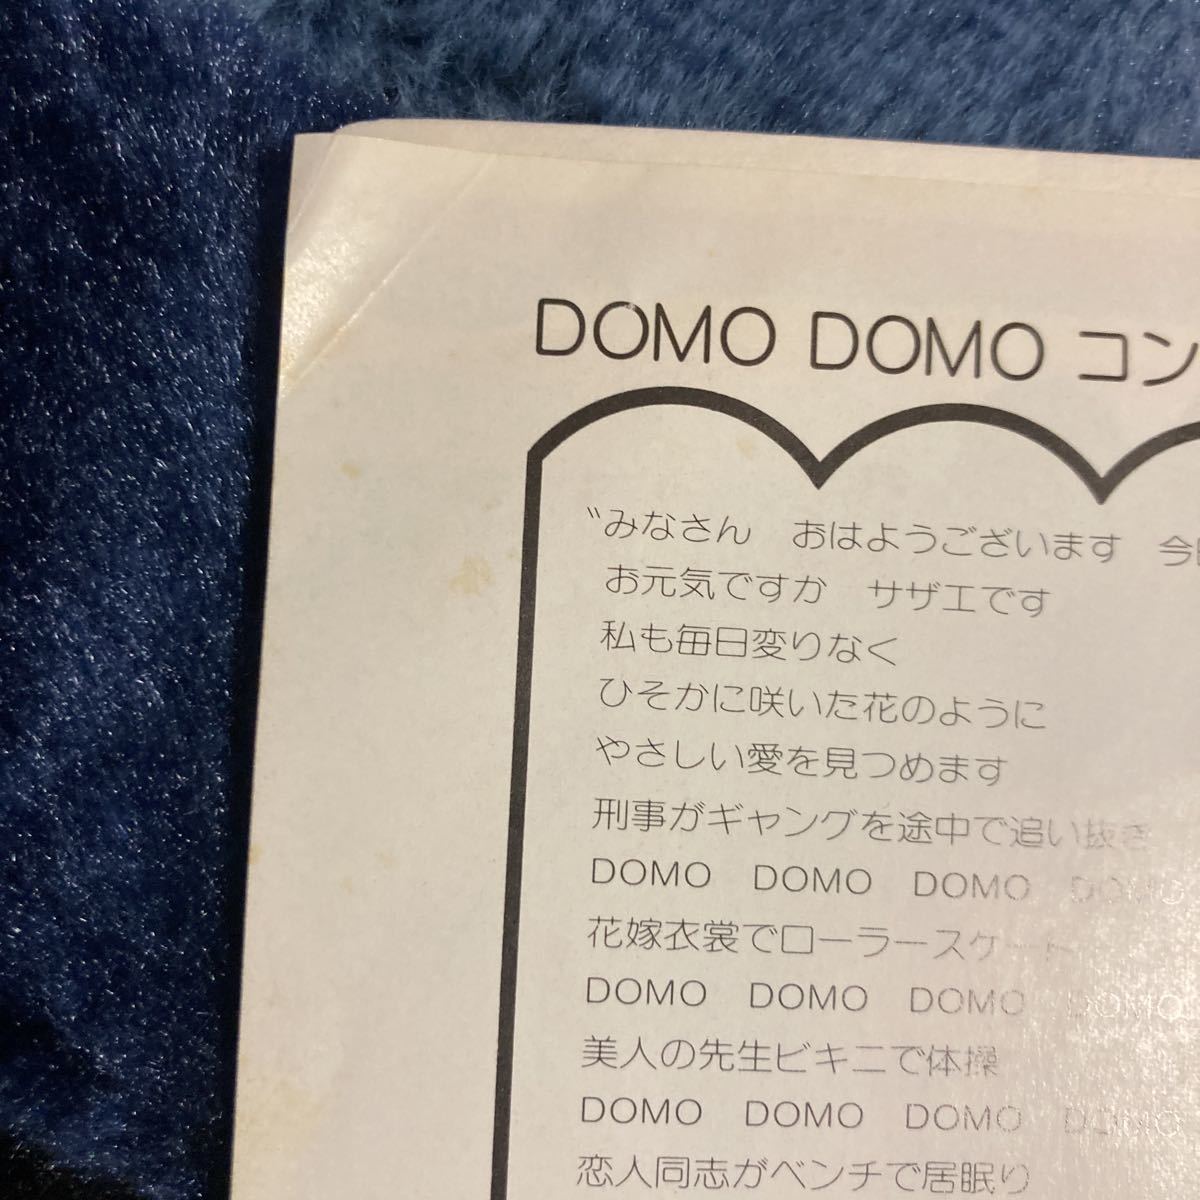 DOMO DOMO コン
〝みなさん　おはようございます　今
お元気ですか　サザエです
私も毎日変りなく
ひそかに咲いた花のように
やさしい愛を見つめます
刑事がギャングを途中で追い抜き
DOMO　DOMO　DOMO　DOMO
花嫁衣裳でローラースケート
DOMO　DOMO　DOMO　DOMO
美人の先生ビキニで体操
DOMO　DOMO　DOMO　DOMO
恋人同志がベンチで居眠り